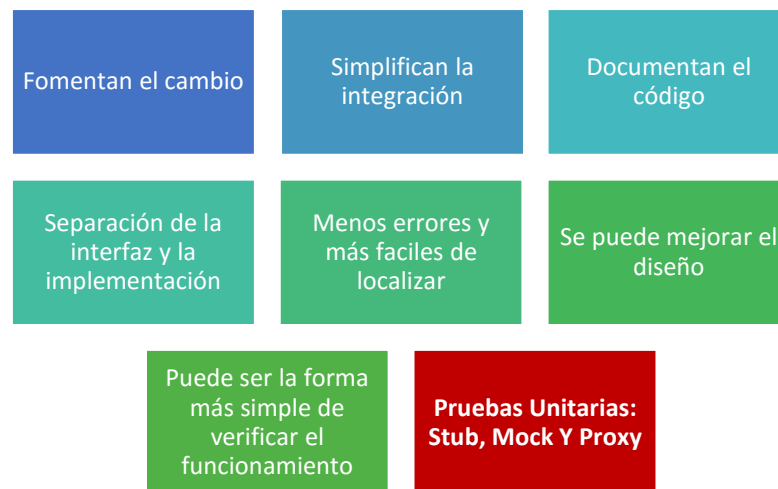 Fomentan el cambio
Simplifican la
integración
Documentan el
código
Separación de la
interfaz y la
implementación
Menos errores y
más faciles de
localizar
Se puede mejorar el
diseño
Puede ser la forma
más simple de
verificar el
funcionamiento
Pruebas Unitarias:
Stub, Mock Y Proxy